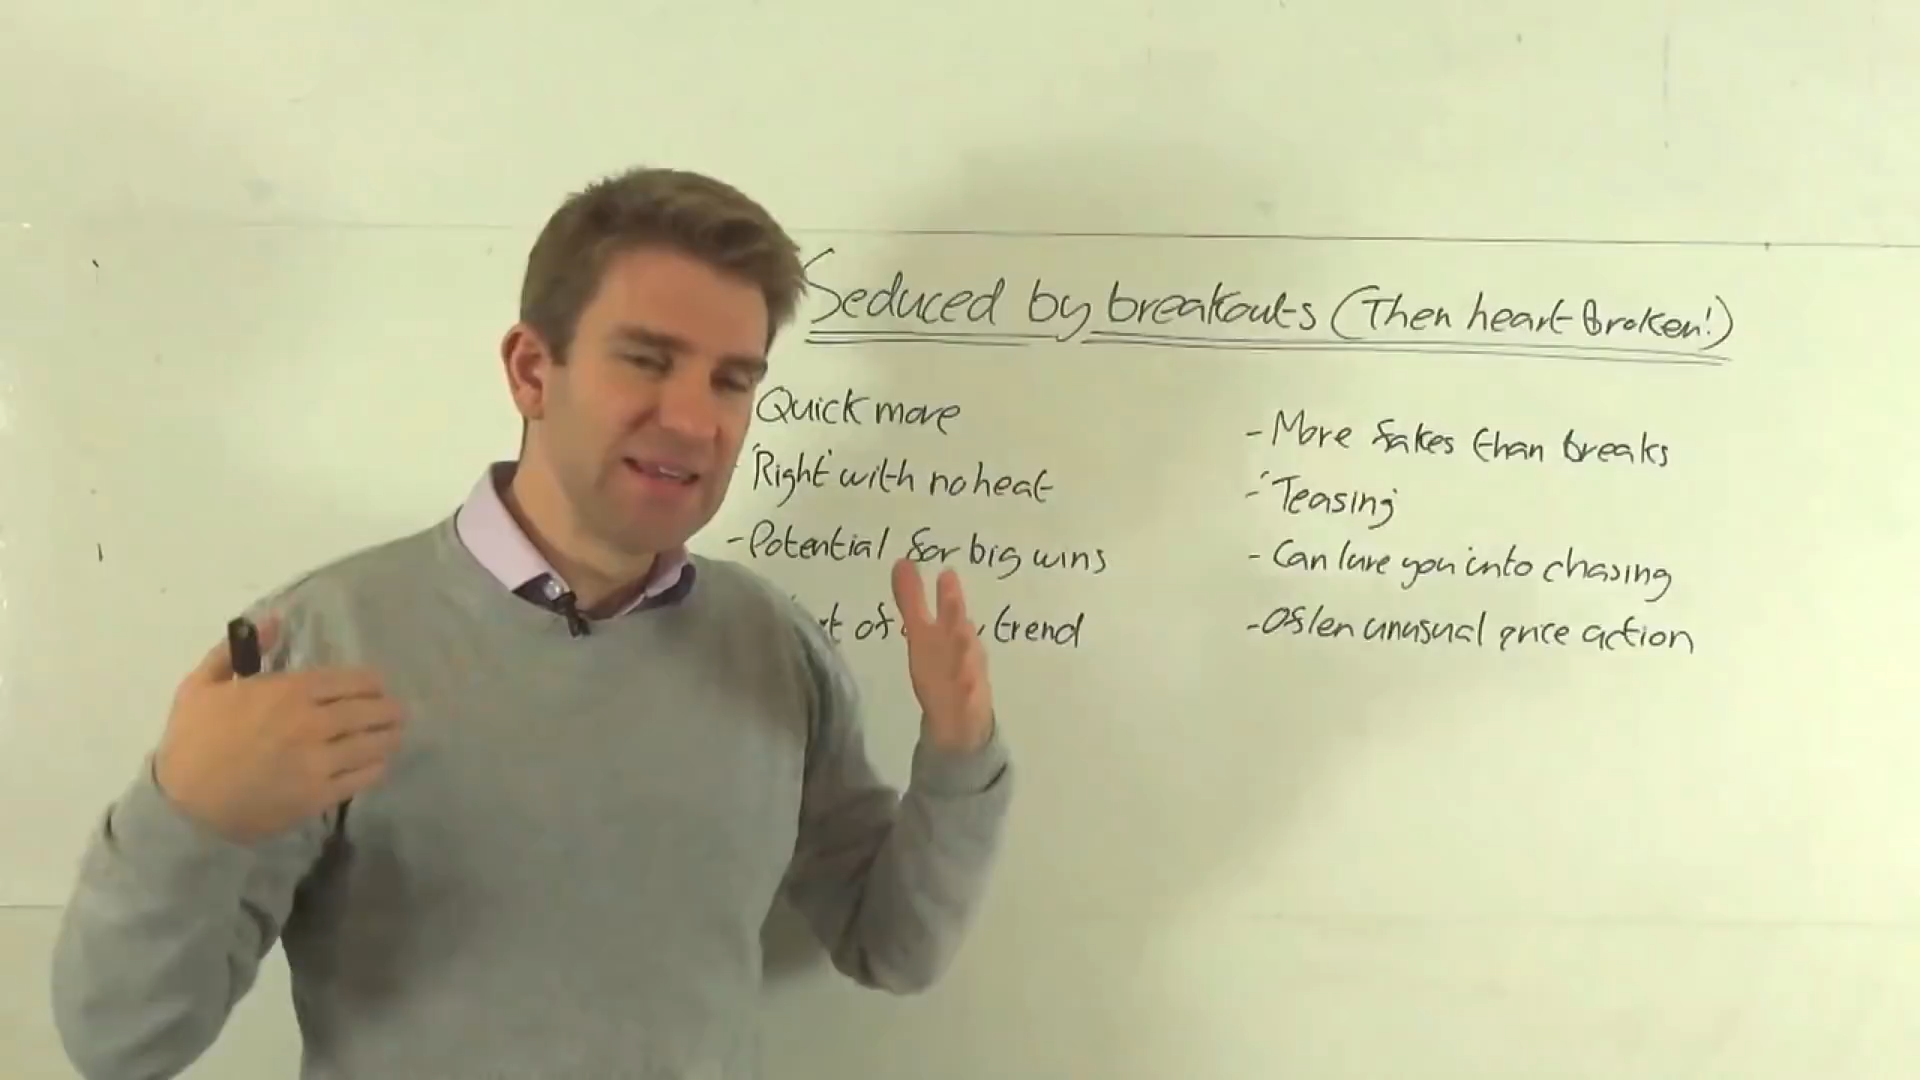 Seduced by breakouts (Then heart broken!)
Quick move
'Right' with no heat
- Potential for big wins
of trend
- More fakes than breaks
- 'Teasing'
- Can lure you into chasing
- Often unusual price action